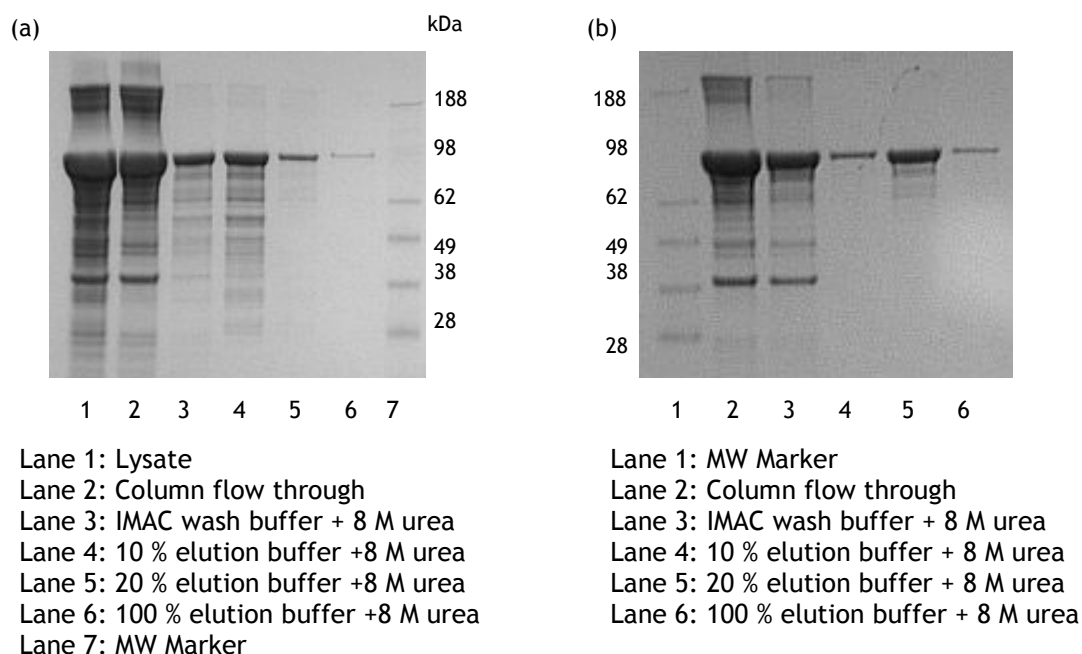 (a)
kDa
188
98
62
49
38
28
1 2 3 4 5 6 7
Lane 1: Lysate
Lane 2: Column flow through
Lane 3: IMAC wash buffer + 8 M urea
Lane 4: 10 % elution buffer +8 M urea
Lane 5: 20 % elution buffer +8 M urea
Lane 6: 100 % elution buffer +8 M urea
Lane 7: MW Marker
(b)
188
98
62
49
38
28
1 2 3 4 5 6
Lane 1: MW Marker
Lane 2: Column flow through
Lane 3: IMAC wash buffer + 8 M urea
Lane 4: 10 % elution buffer + 8 M urea
Lane 5: 20 % elution buffer + 8 M urea
Lane 6: 100 % elution buffer + 8 M urea